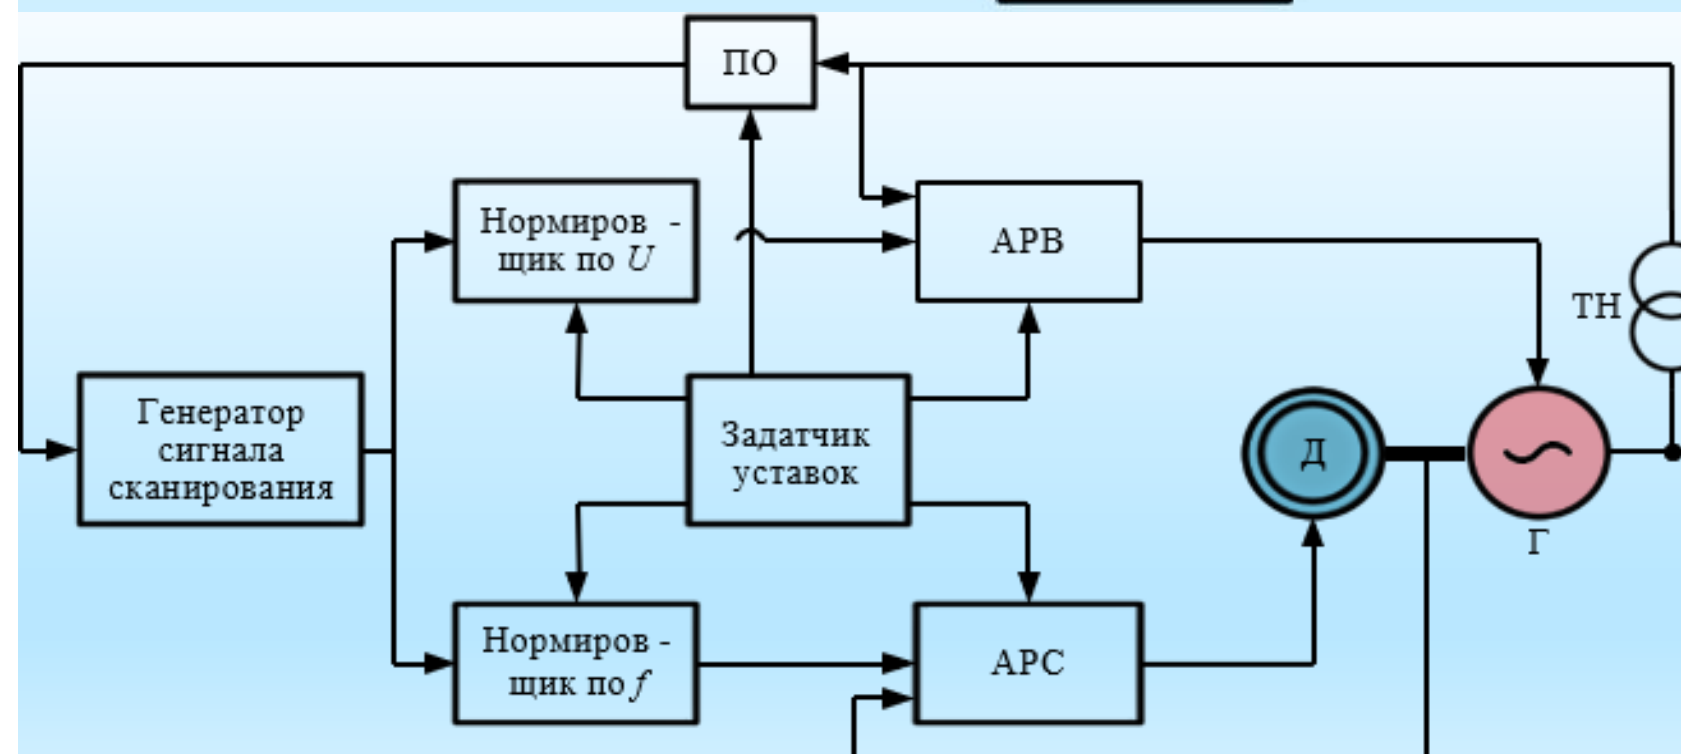 ПО
Нормиров -
щик по U
АРВ
ТН
Генератор
сигнала
сканирования
Задатчик
уставок
Д
Г
Нормиров -
щик по f
АРС